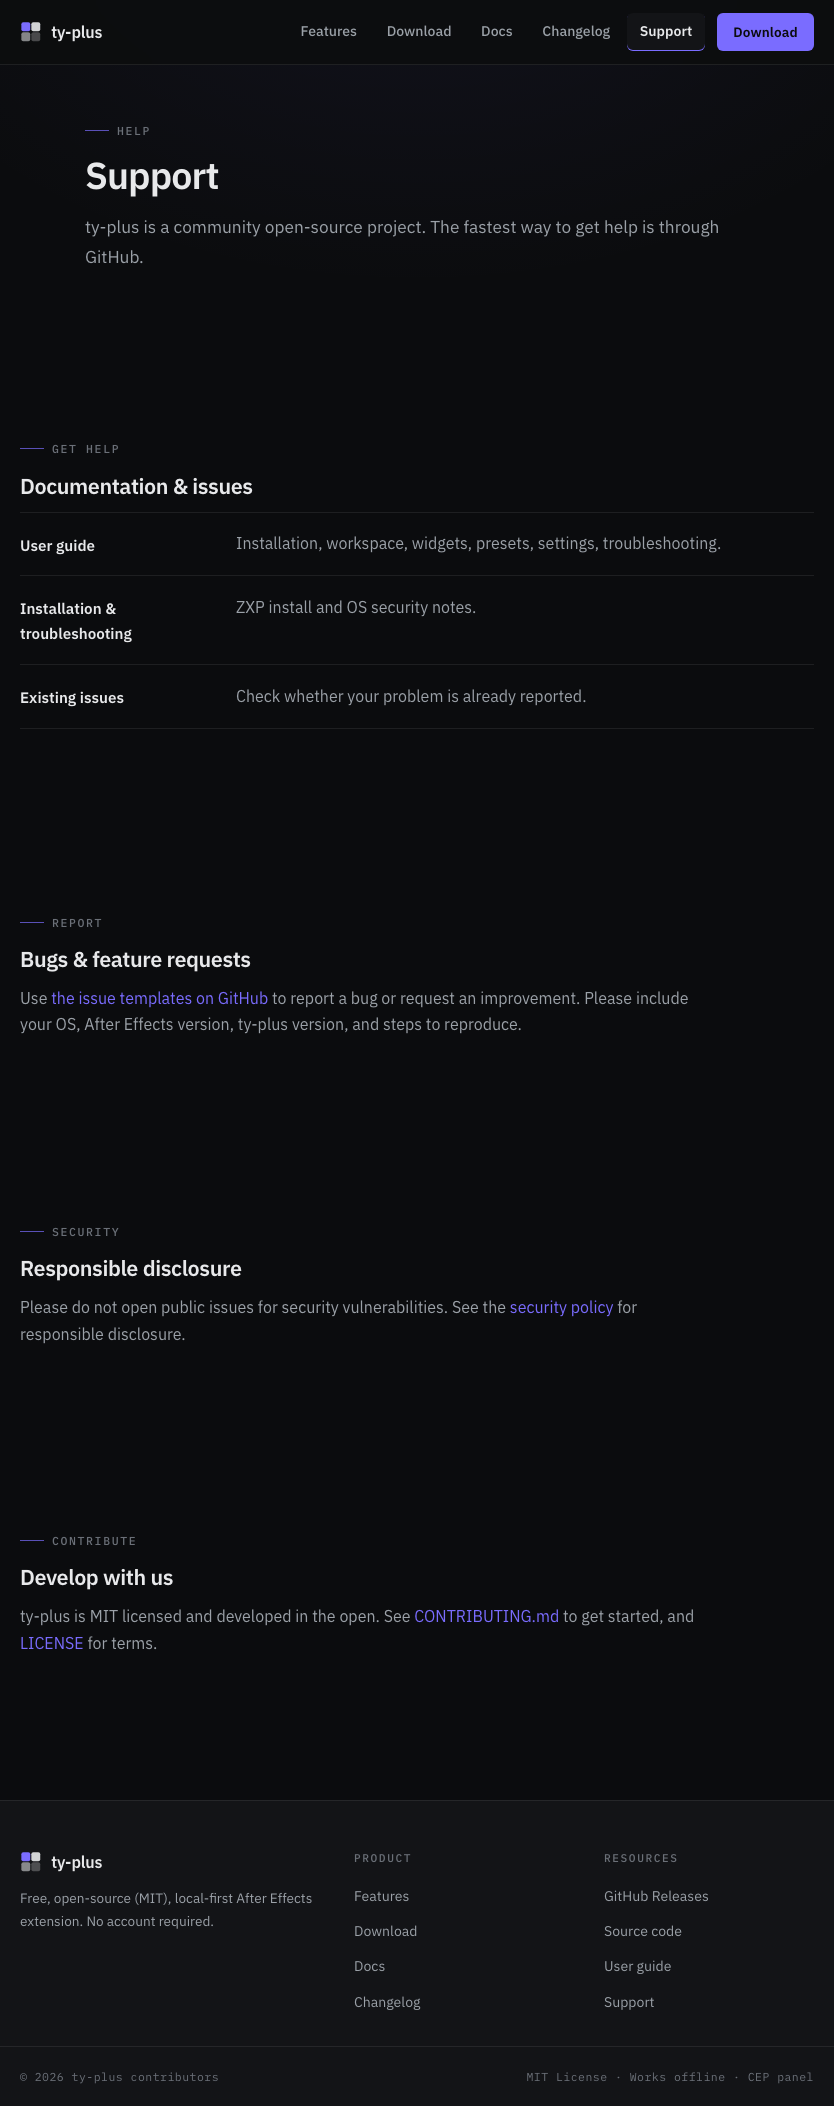 ty-plus
Features
Download
Docs
Changelog
Support
Download
HELP
Support
ty-plus is a community open-source project. The fastest way to get help is through
GitHub.
GET HELP
Documentation & issues
User guide
Installation, workspace, widgets, presets, settings, troubleshooting.
Installation &
troubleshooting
ZXP install and OS security notes.
Existing issues
Check whether your problem is already reported.
REPORT
Bugs & feature requests
Use the issue templates on GitHub to report a bug or request an improvement. Please include
your OS, After Effects version, ty-plus version, and steps to reproduce.
SECURITY
Responsible disclosure
Please do not open public issues for security vulnerabilities. See the security policy for
responsible disclosure.
CONTRIBUTE
Develop with us
ty-plus is MIT licensed and developed in the open. See CONTRIBUTING.md to get started, and
LICENSE for terms.
ty-plus
Free, open-source (MIT), local-first After Effects
extension. No account required.
PRODUCT
Features
Download
Docs
Changelog
RESOURCES
GitHub Releases
Source code
User guide
Support
© 2026 ty-plus contributors
MIT License · Works offline · CEP panel